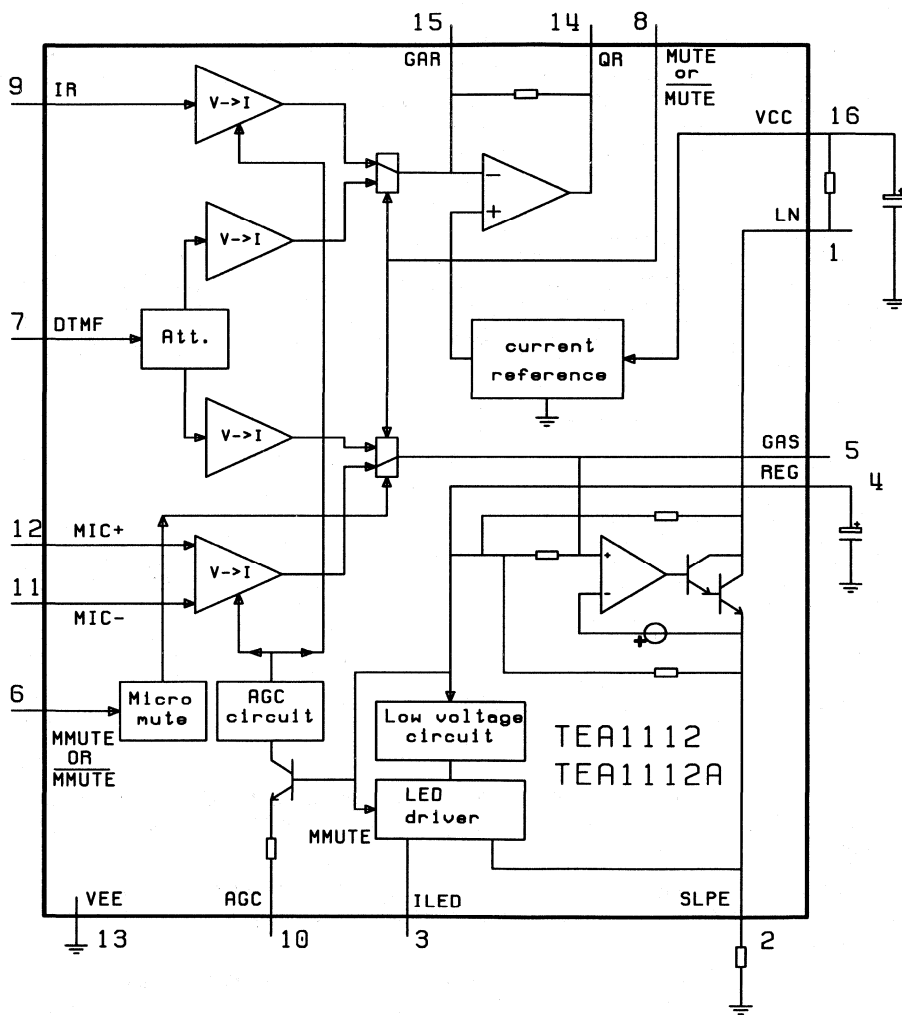 15 14 8
GAR QR MUTE
or
MUTE
9 IR
V->I
VCC 16
LN
1
V->I
7 DTMF
Att.
current
reference
V->I
GAS 5
REG
4
12 MIC+
V->I
11
MIC-
6
Micro
mute
AGC
circuit
Low voltage
circuit
TEA1112
TEA1112A
MMUTE
OR
MMUTE
LED
driver
MMUTE
VEE AGC ILED SLPE
13 10 3 2